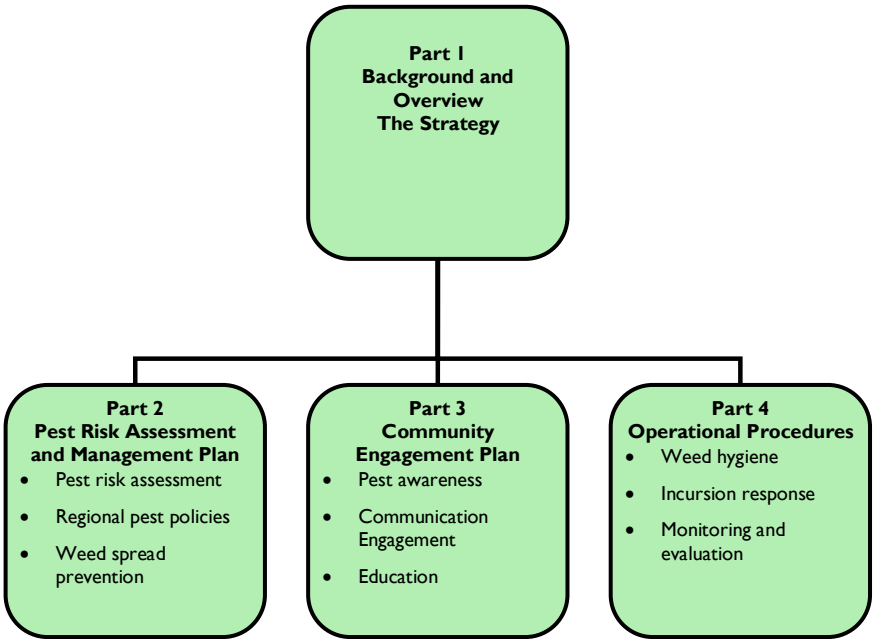 Part 1
Background and
Overview
The Strategy
Part 2
Pest Risk Assessment
and Management Plan
• Pest risk assessment
• Regional pest policies
• Weed spread
prevention
Part 3
Community
Engagement Plan
• Pest awareness
• Communication
Engagement
• Education
Part 4
Operational Procedures
• Weed hygiene
• Incursion response
• Monitoring and
evaluation